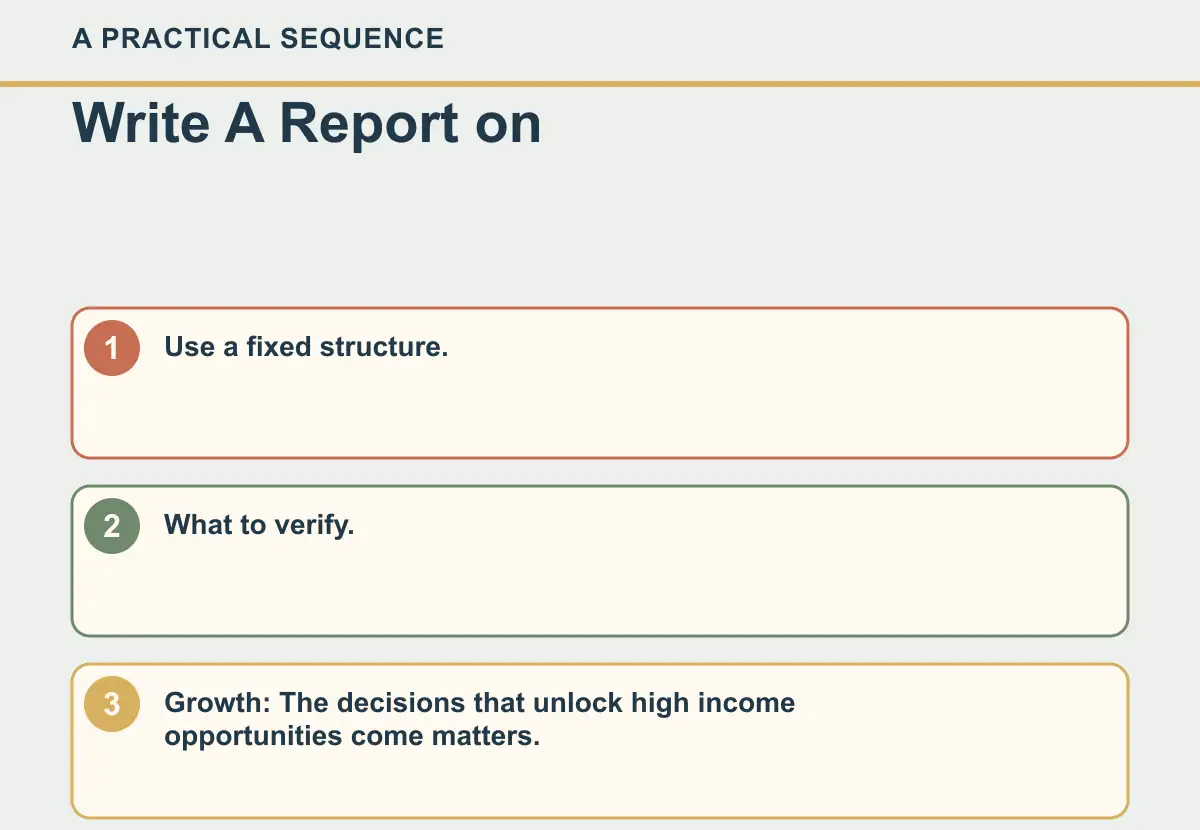 A PRACTICAL SEQUENCE
Write A Report on
1
Use a fixed structure.
2
What to verify.
3
Growth: The decisions that unlock high income
opportunities come matters.